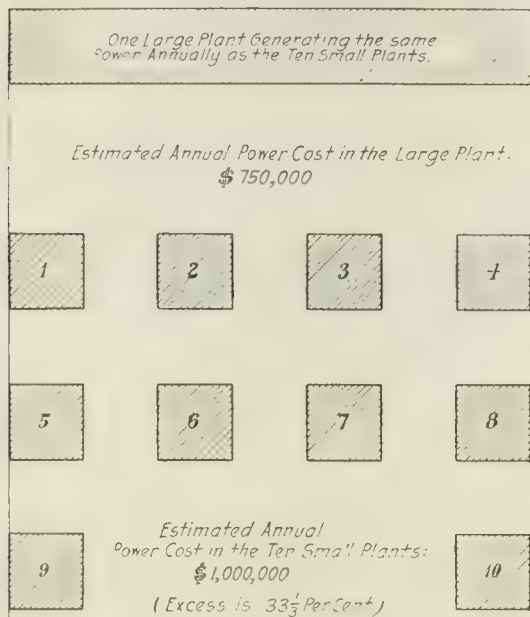 One Large Plant Generating the same
Power Annually as the Ten Small Plants.
Estimated Annual Power Cost in the Large Plant.
$750,000
1 2 3 4
5 6 7 8
Estimated Annual
Power Cost in the Ten Small Plants:
9 $1,000,000 10
(Excess is 33⅓ Per Cent)